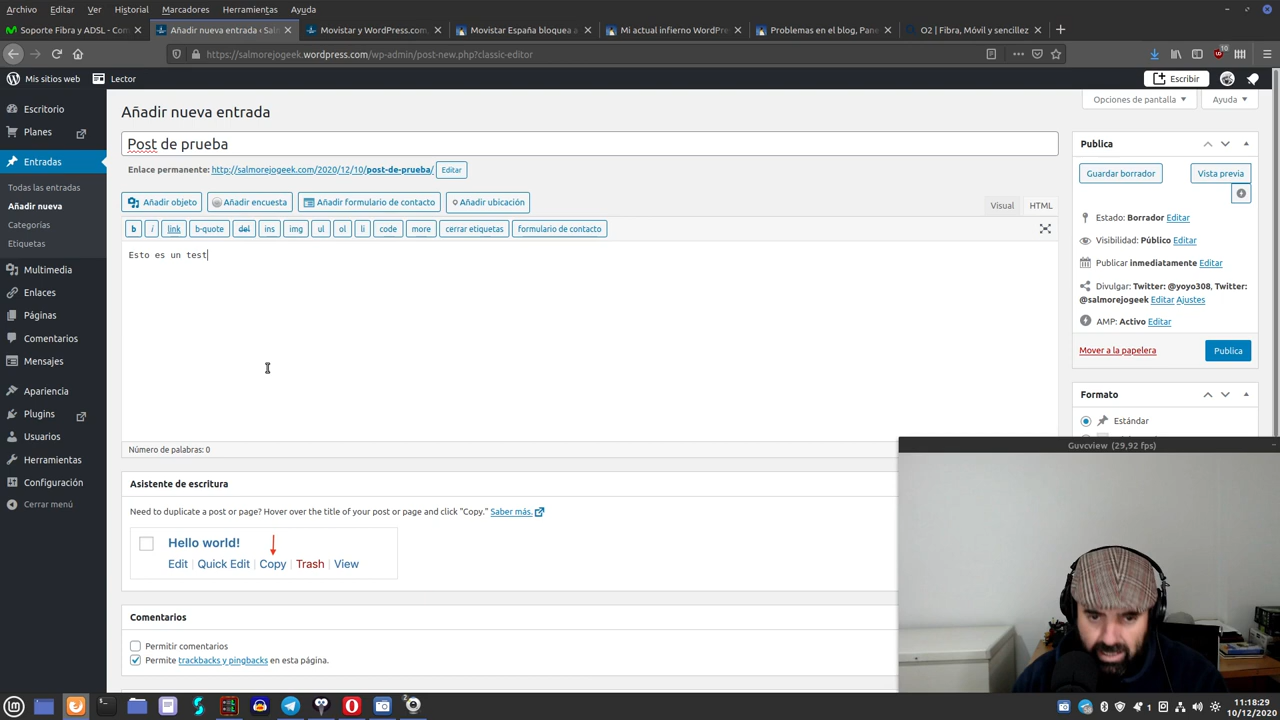 Archivo Editar Ver Historial Marcadores Herramientas Ayuda
Soporte Fibra y ADSL - Com
Añadir nueva entrada ‹ Sal
Movistar y WordPress.com,
Movistar España bloquea a
Mi actual infierno WordPre
Problemas en el blog, Pane
O2 | Fibra, Móvil y sencillez
https://salmorejogeek.wordpress.com/wp-admin/post-new.php?classic-editor
10
Mis sitios web Lector
Escribir
Escritorio
Planes
Entradas
Todas las entradas
Añadir nueva
Categorías
Etiquetas
Multimedia
Enlaces
Páginas
Comentarios
Mensajes
Apariencia
Plugins
Usuarios
Herramientas
Configuración
Cerrar menú
Opciones de pantalla Ayuda
Añadir nueva entrada
Post de prueba
Enlace permanente: http://salmorejogeek.com/2020/12/10/post-de-prueba/ Editar
Añadir objeto Añadir encuesta Añadir formulario de contacto Añadir ubicación
Visual HTML
b i link b-quote del ins img ul ol li code more cerrar etiquetas formulario de contacto
Esto es un test
Número de palabras: 0
Asistente de escritura
Need to duplicate a post or page? Hover over the title of your post or page and click "Copy." Saber más.
Hello world!
Edit | Quick Edit | Copy | Trash | View
Comentarios
Permitir comentarios
Permite trackbacks y pingbacks en esta página.
Publica
Guardar borrador Vista previa
Estado: Borrador Editar
Visibilidad: Público Editar
Publicar inmediatamente Editar
Divulgar: Twitter: @yoyo308, Twitter:
@salmorejogeek Editar Ajustes
AMP: Activo Editar
Mover a la papelera Publica
Formato
Estándar
Guvcview (29,92 fps)
2
1
11:18:29
10/12/2020